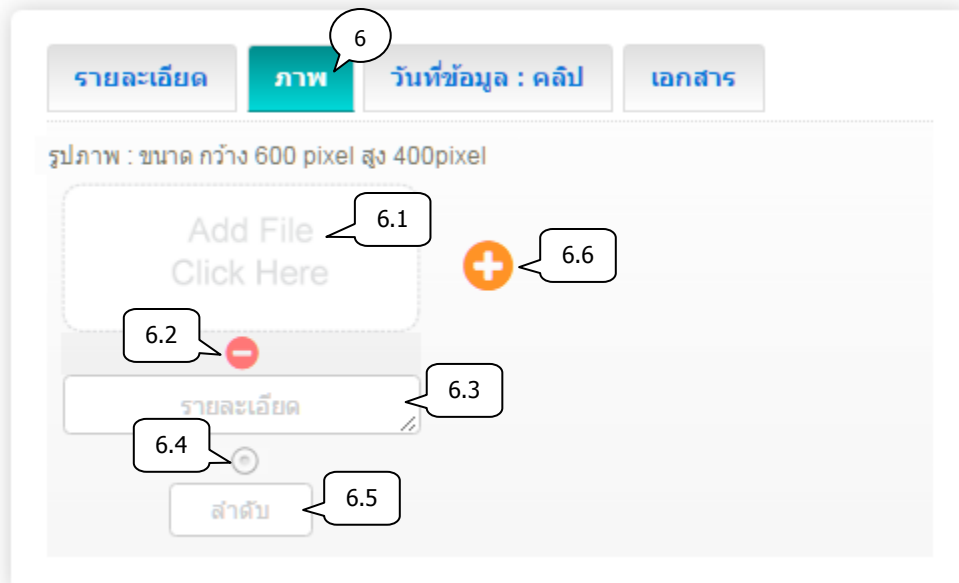 6
รายละเอียด ภาพ วันที่ข้อมูล : คลิป เอกสาร
รูปภาพ : ขนาด กว้าง 600 pixel สูง 400pixel
Add File
Click Here
6.1
6.6
6.2
รายละเอียด
6.3
6.4
ลำดับ
6.5